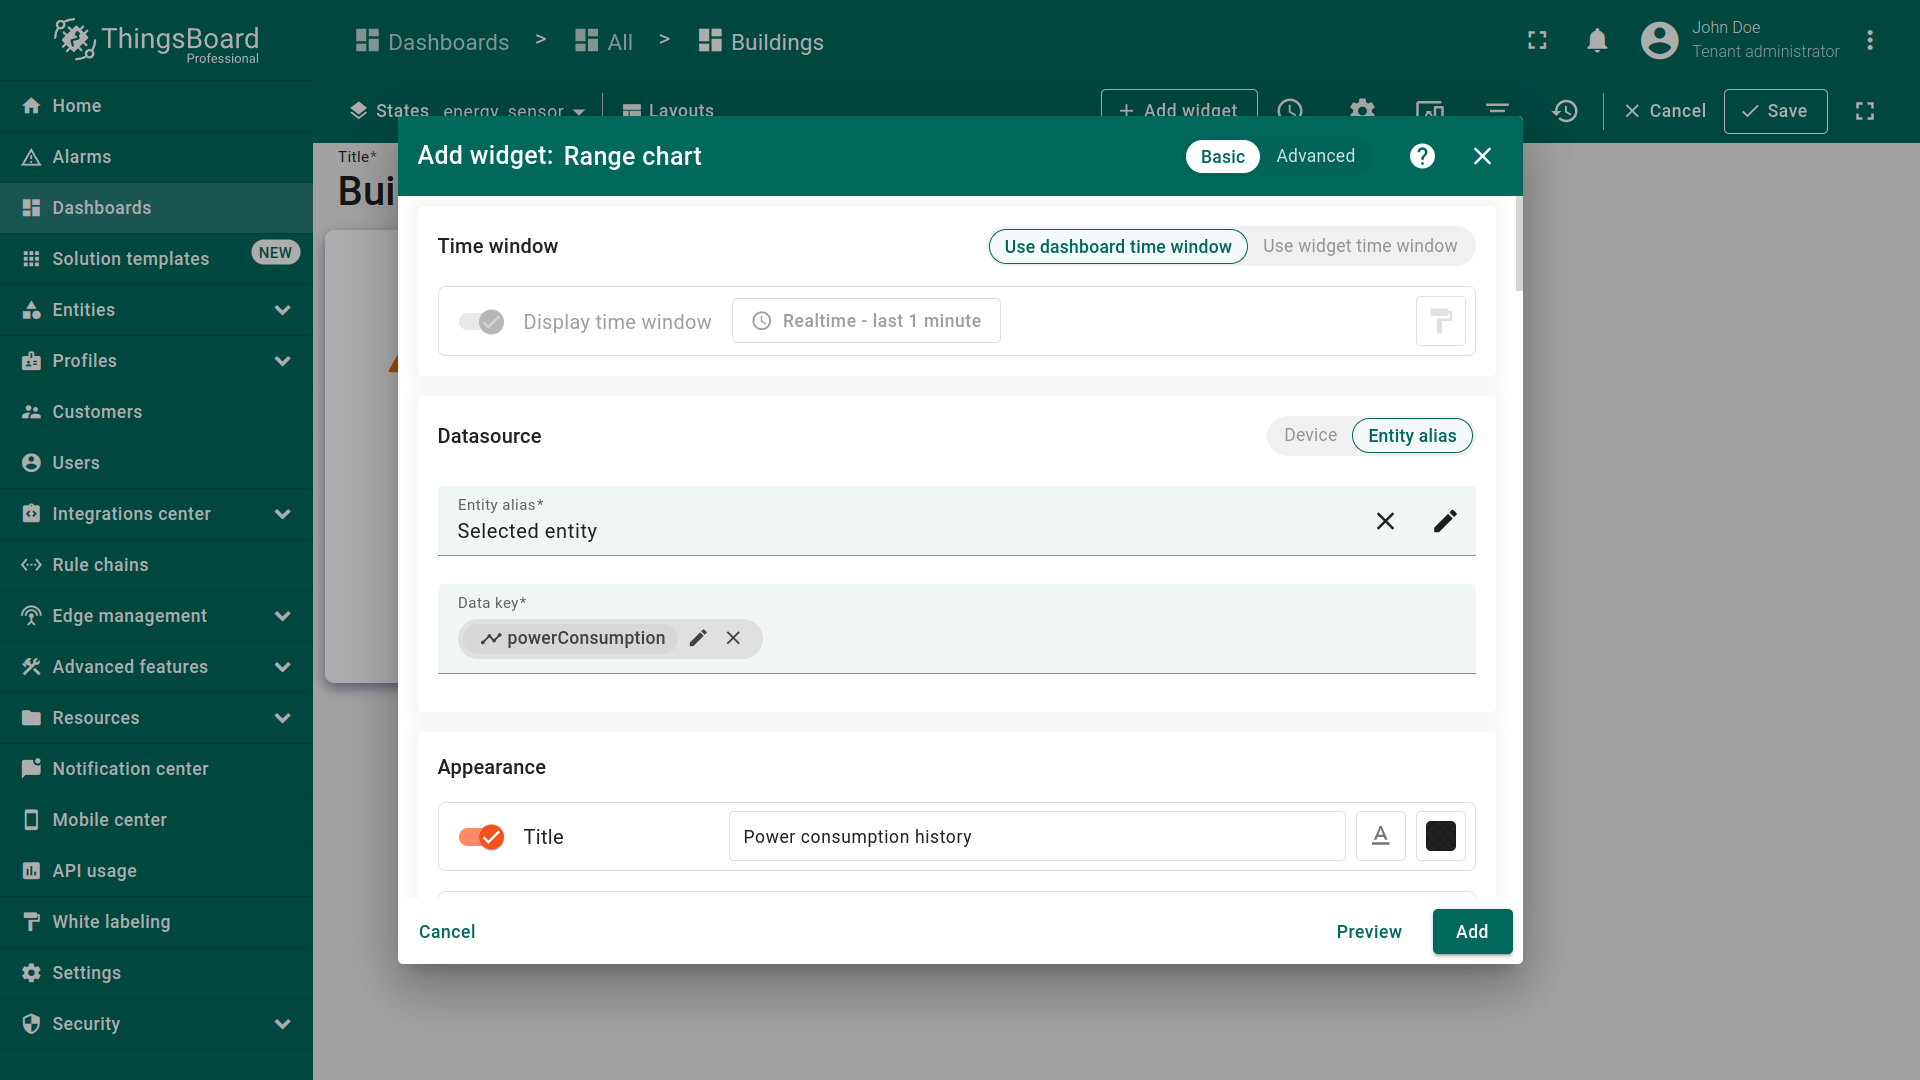 ThingsBoard
Professional
Dashboards > All > Buildings
John Doe
Tenant administrator
Home
Alarms
Dashboards
Solution templates NEW
Entities
Profiles
Customers
Users
Integrations center
Rule chains
Edge management
Advanced features
Resources
Notification center
Mobile center
API usage
White labeling
Settings
Security
States energy_sensor Layouts + Add widget Cancel Save
Title*
Bui
Add widget: Range chart Basic Advanced
Time window Use dashboard time window Use widget time window
Display time window Realtime - last 1 minute
Datasource Device Entity alias
Entity alias*
Selected entity
Data key*
powerConsumption
Appearance
Title Power consumption history
Cancel Preview Add